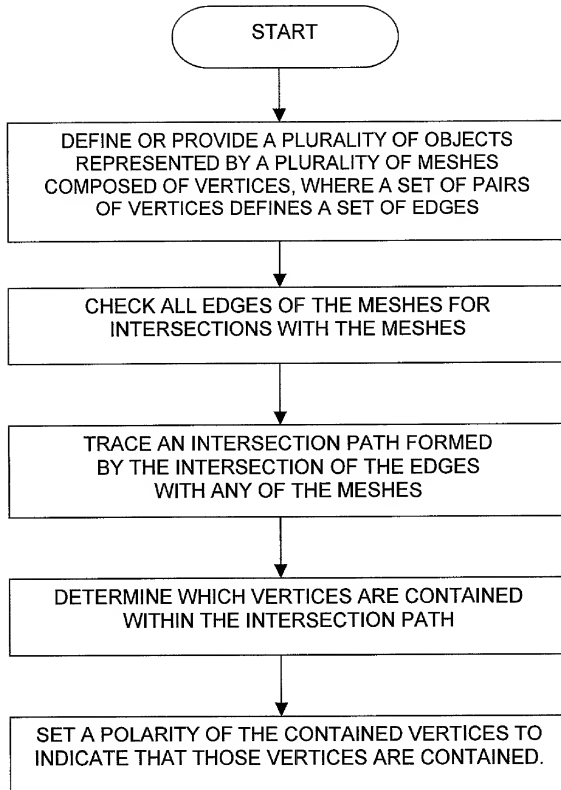 START
DEFINE OR PROVIDE A PLURALITY OF OBJECTS
REPRESENTED BY A PLURALITY OF MESHES
COMPOSED OF VERTICES, WHERE A SET OF PAIRS
OF VERTICES DEFINES A SET OF EDGES
CHECK ALL EDGES OF THE MESHES FOR
INTERSECTIONS WITH THE MESHES
TRACE AN INTERSECTION PATH FORMED
BY THE INTERSECTION OF THE EDGES
WITH ANY OF THE MESHES
DETERMINE WHICH VERTICES ARE CONTAINED
WITHIN THE INTERSECTION PATH
SET A POLARITY OF THE CONTAINED VERTICES TO
INDICATE THAT THOSE VERTICES ARE CONTAINED.